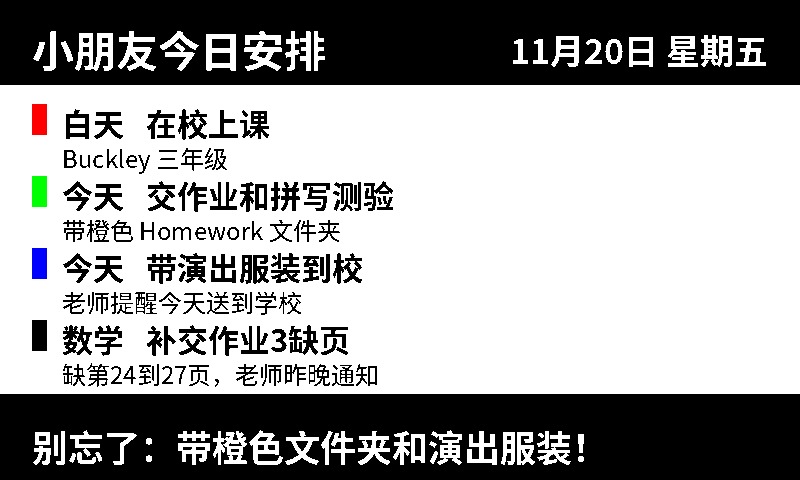 小朋友今日安排
11月20日 星期五
白天 在校上课
Buckley 三年级
今天 交作业和拼写测验
带橙色 Homework 文件夹
今天 带演出服装到校
老师提醒今天送到学校
数学 补交作业3缺页
缺第24到27页，老师昨晚通知
别忘了：带橙色文件夹和演出服装！